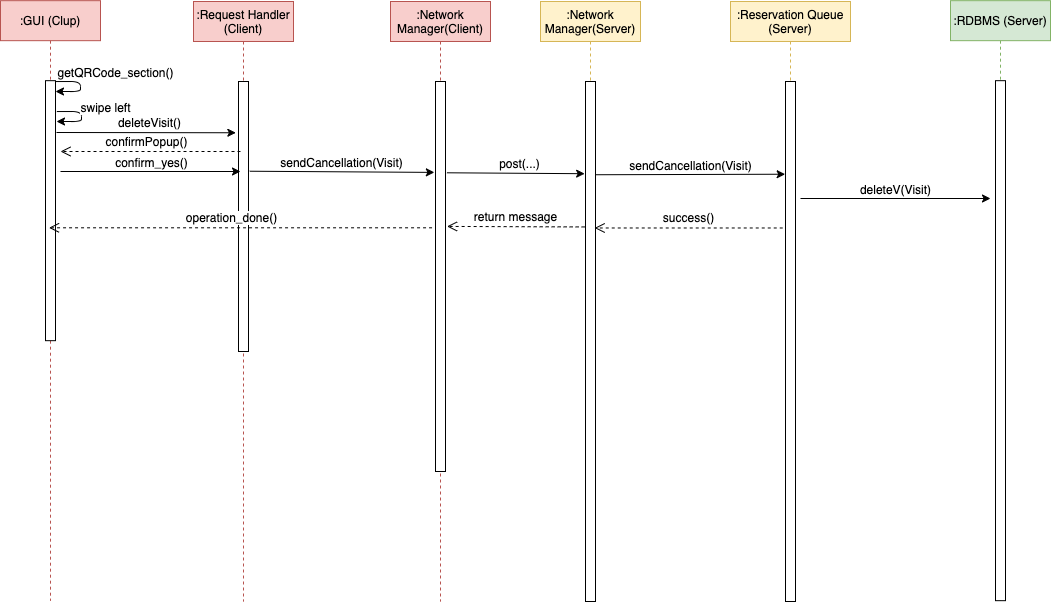 :GUI (Clup)
:Request Handler
(Client)
:Network
Manager(Client)
:Network
Manager(Server)
:Reservation Queue
(Server)
:RDBMS (Server)
getQRCode_section()
swipe left
deleteVisit()
confirmPopup()
confirm_yes()
sendCancellation(Visit)
post(...)
sendCancellation(Visit)
deleteV(Visit)
operation_done()
return message
success()